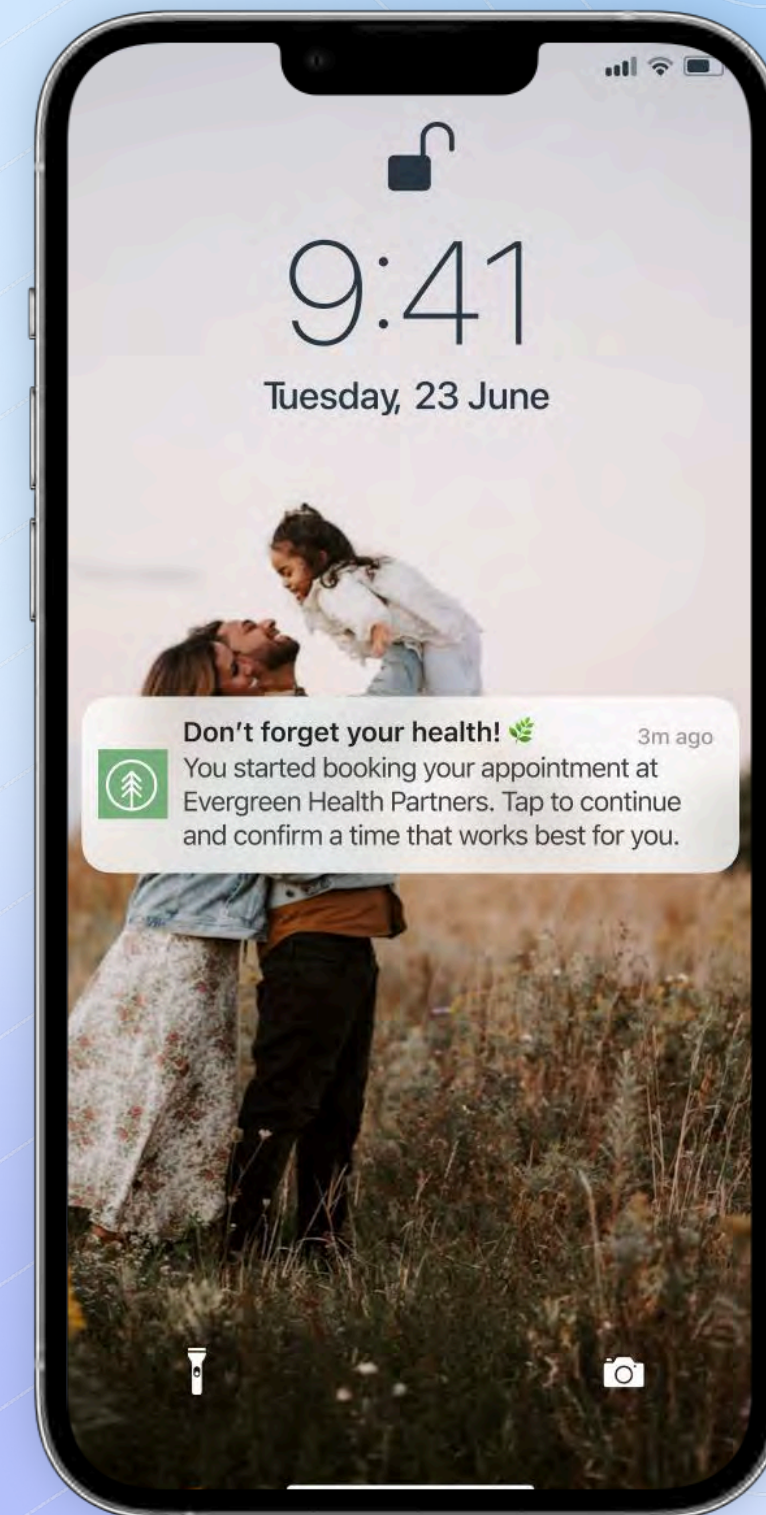 9:41
Tuesday, 23 June
Don’t forget your health! 🌿
3m ago
You started booking your appointment at
Evergreen Health Partners. Tap to continue
and confirm a time that works best for you.